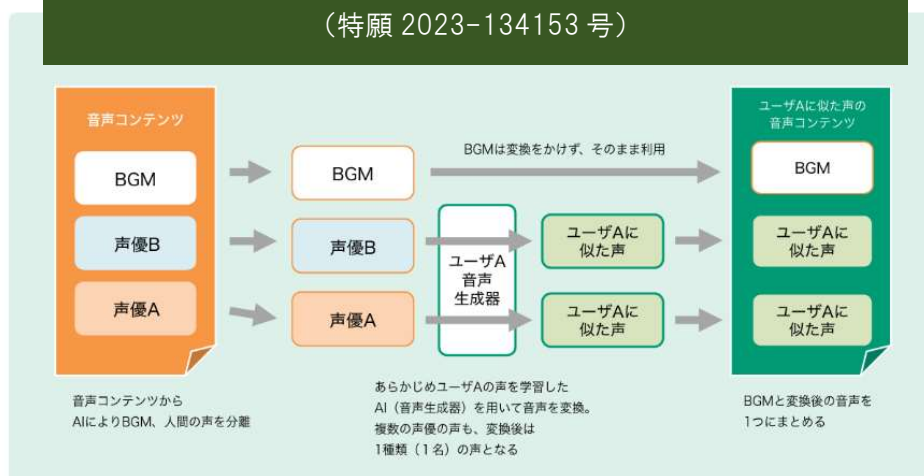 (特願 2023-134153 号)
音声コンテンツ
BGM
声優B
声優A
音声コンテンツから
AIによりBGM、人間の声を分離
BGM
声優B
声優A
BGMは変換をかけず、そのまま利用
ユーザA
音声
生成器
あらかじめユーザAの声を学習した
AI(音声生成器)を用いて音声を変換。
複数の声優の声も、変換後は
1種類(1名)の声となる
ユーザAに
似た声
ユーザAに
似た声
ユーザAに似た声の
音声コンテンツ
BGM
ユーザAに
似た声
ユーザAに
似た声
BGMと変換後の音声を
1つにまとめる